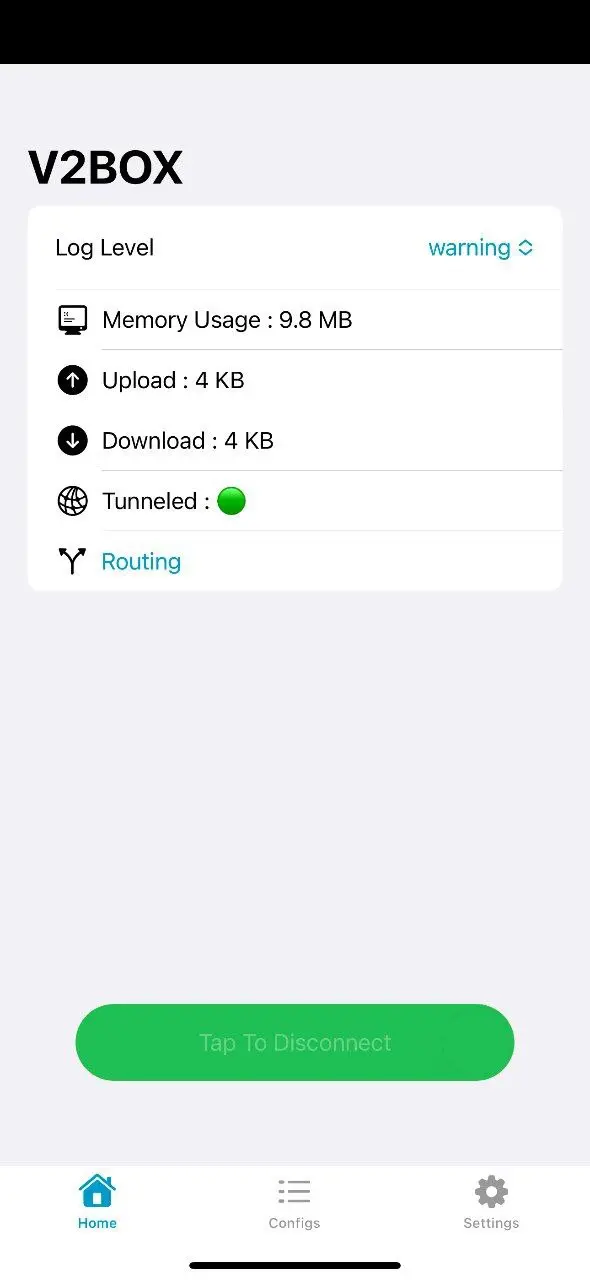 V2BOX
Log Level warning
Memory Usage : 9.8 MB
Upload : 4 KB
Download : 4 KB
Tunneled :
Routing
Tap To Disconnect
Home Configs Settings